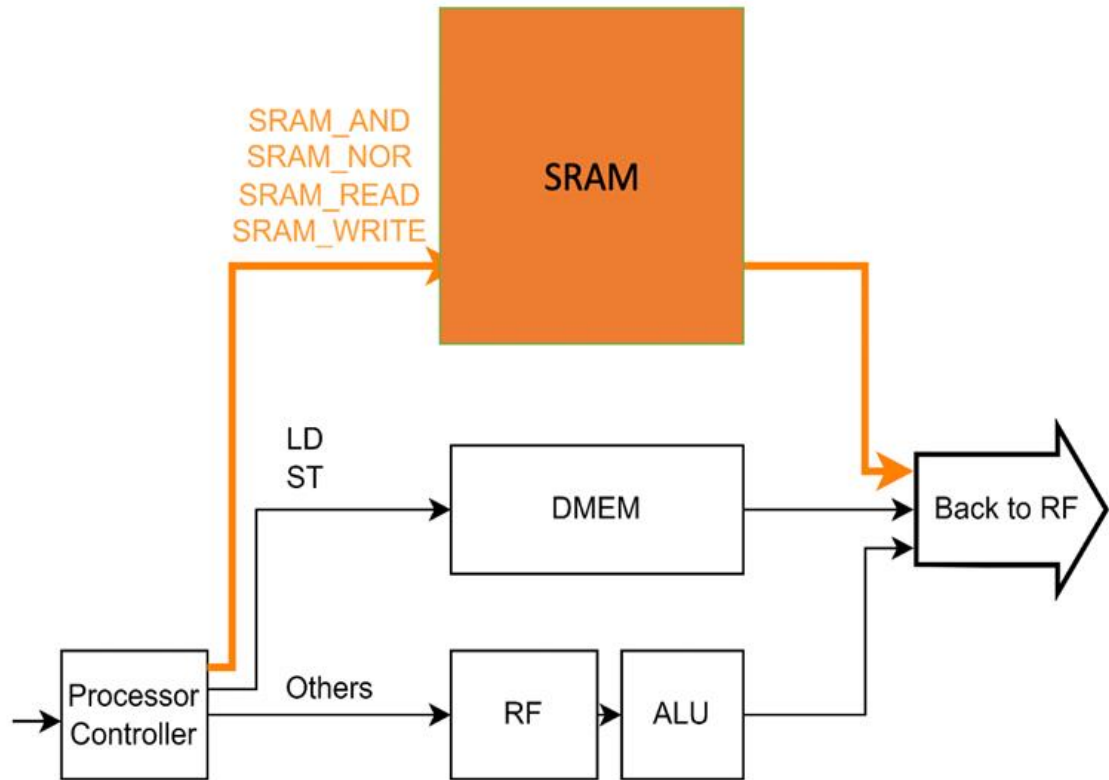 SRAM_AND
SRAM_NOR
SRAM_READ
SRAM_WRITE
SRAM
LD
ST
DMEM
Back to RF
Processor
Controller
Others
RF
ALU